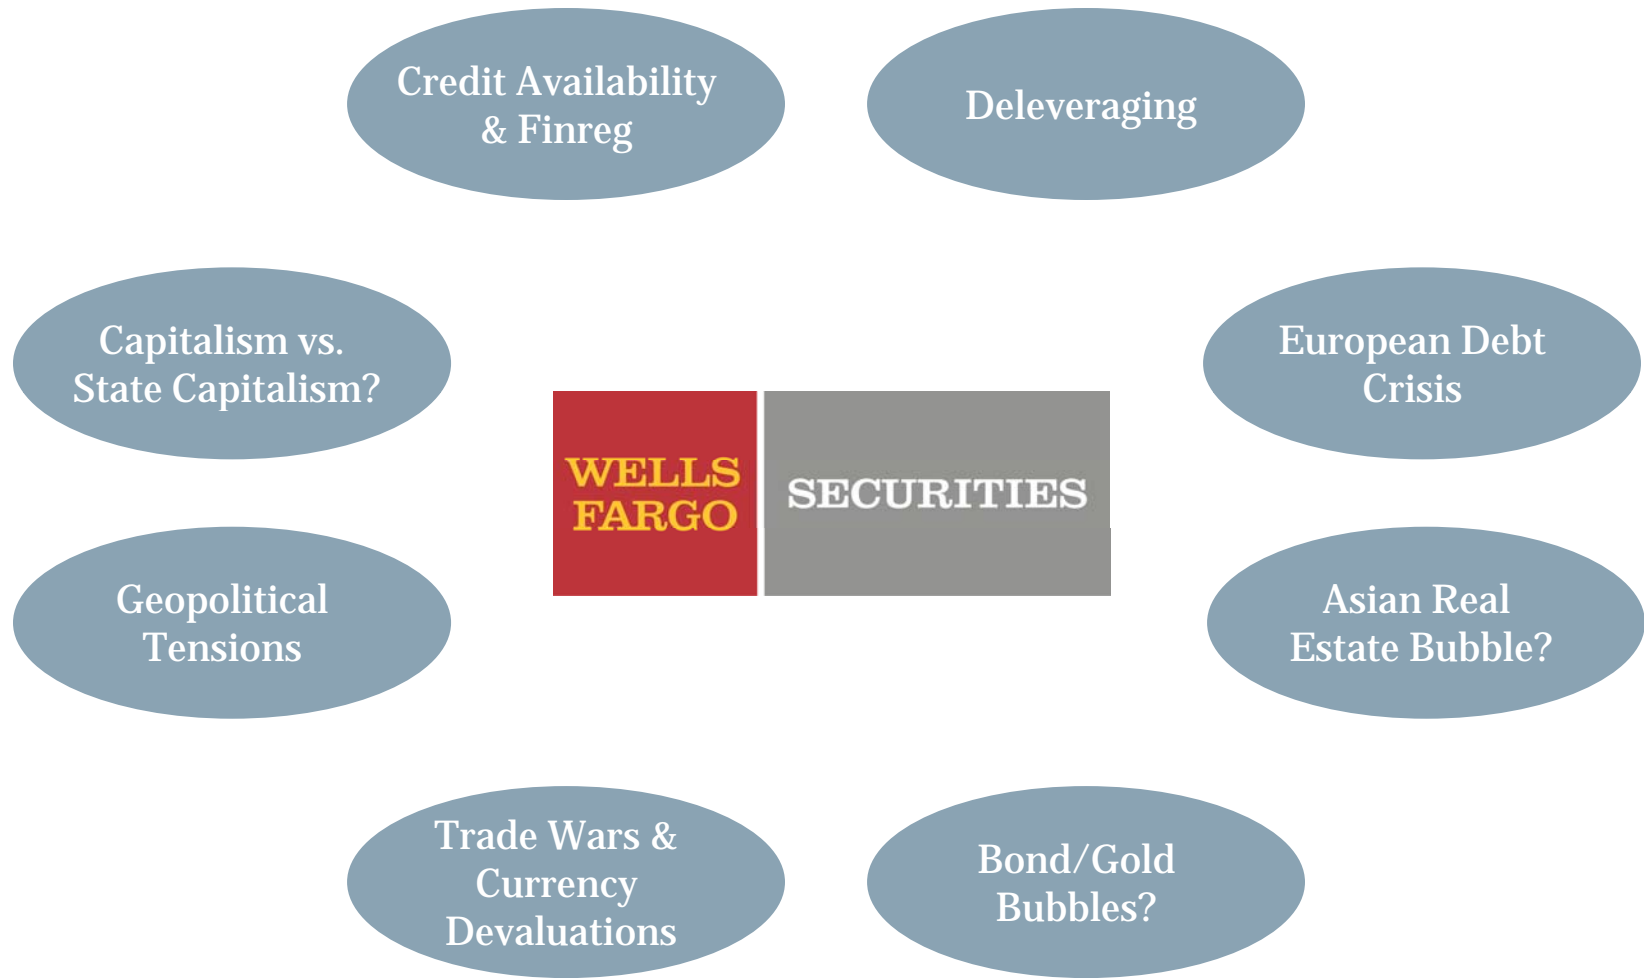 Credit Availability
& Finreg
Deleveraging
Capitalism vs.
State Capitalism?
European Debt
Crisis
WELLS
FARGO
SECURITIES
Geopolitical
Tensions
Asian Real
Estate Bubble?
Trade Wars &
Currency
Devaluations
Bond/Gold
Bubbles?